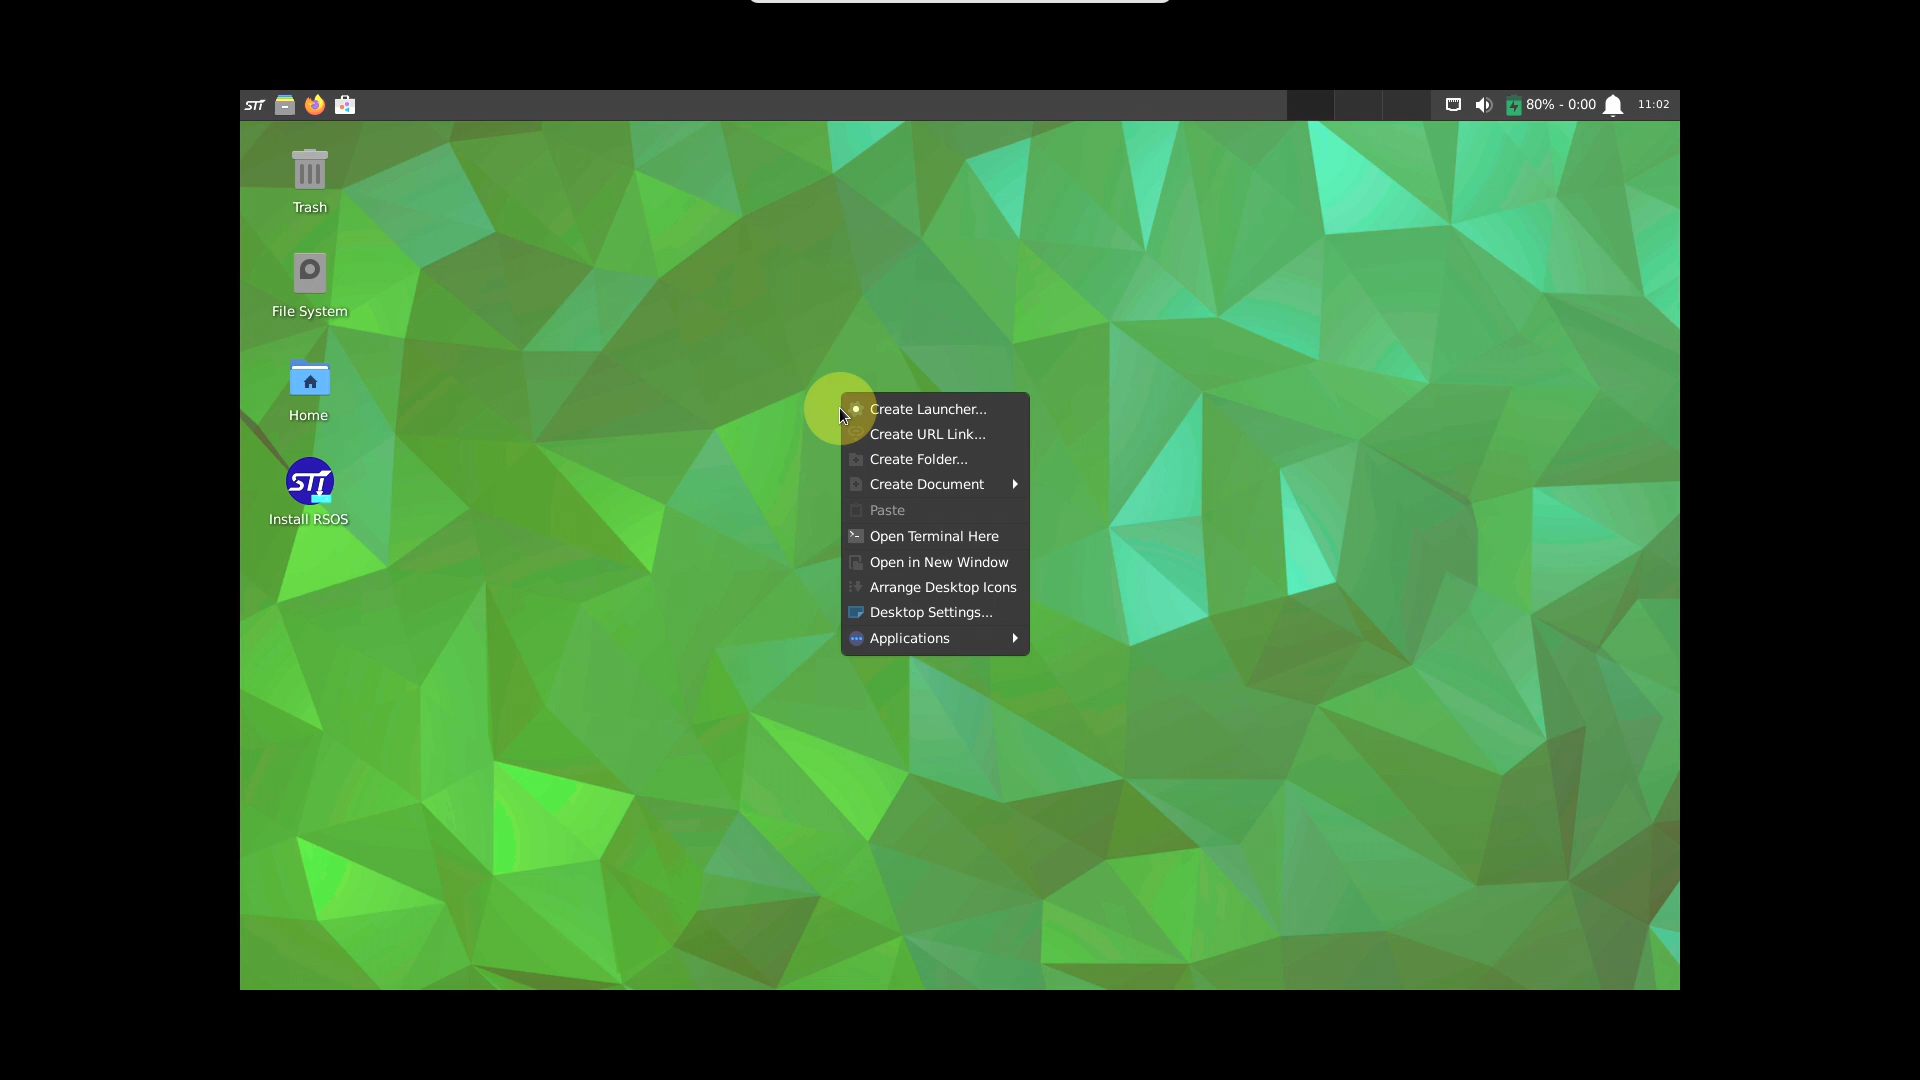 STI
80% - 0:00
11:02
Trash
File System
Home
STI
Install RSOS
Create Launcher...
Create URL Link...
Create Folder...
Create Document
Paste
Open Terminal Here
Open in New Window
Arrange Desktop Icons
Desktop Settings...
Applications